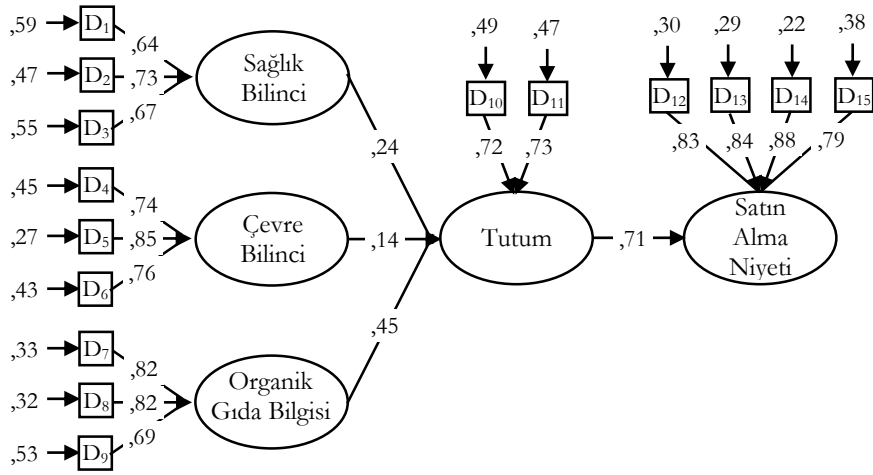 ,59 D1 ,64
,47 D2 ,73
,55 D3 ,67
Sağlık
Bilinci
,24
,45 D4 ,74
,27 D5 ,85
,43 D6 ,76
Çevre
Bilinci
,14
,33 D7 ,82
,32 D8 ,82
,53 D9 ,69
Organik
Gıda Bilgisi
,45
,49 ,47
D10 D11
,72 ,73
Tutum
,71
,30 ,29 ,22 ,38
D12 D13 D14 D15
,83 ,84 ,88 ,79
Satın
Alma
Niyeti